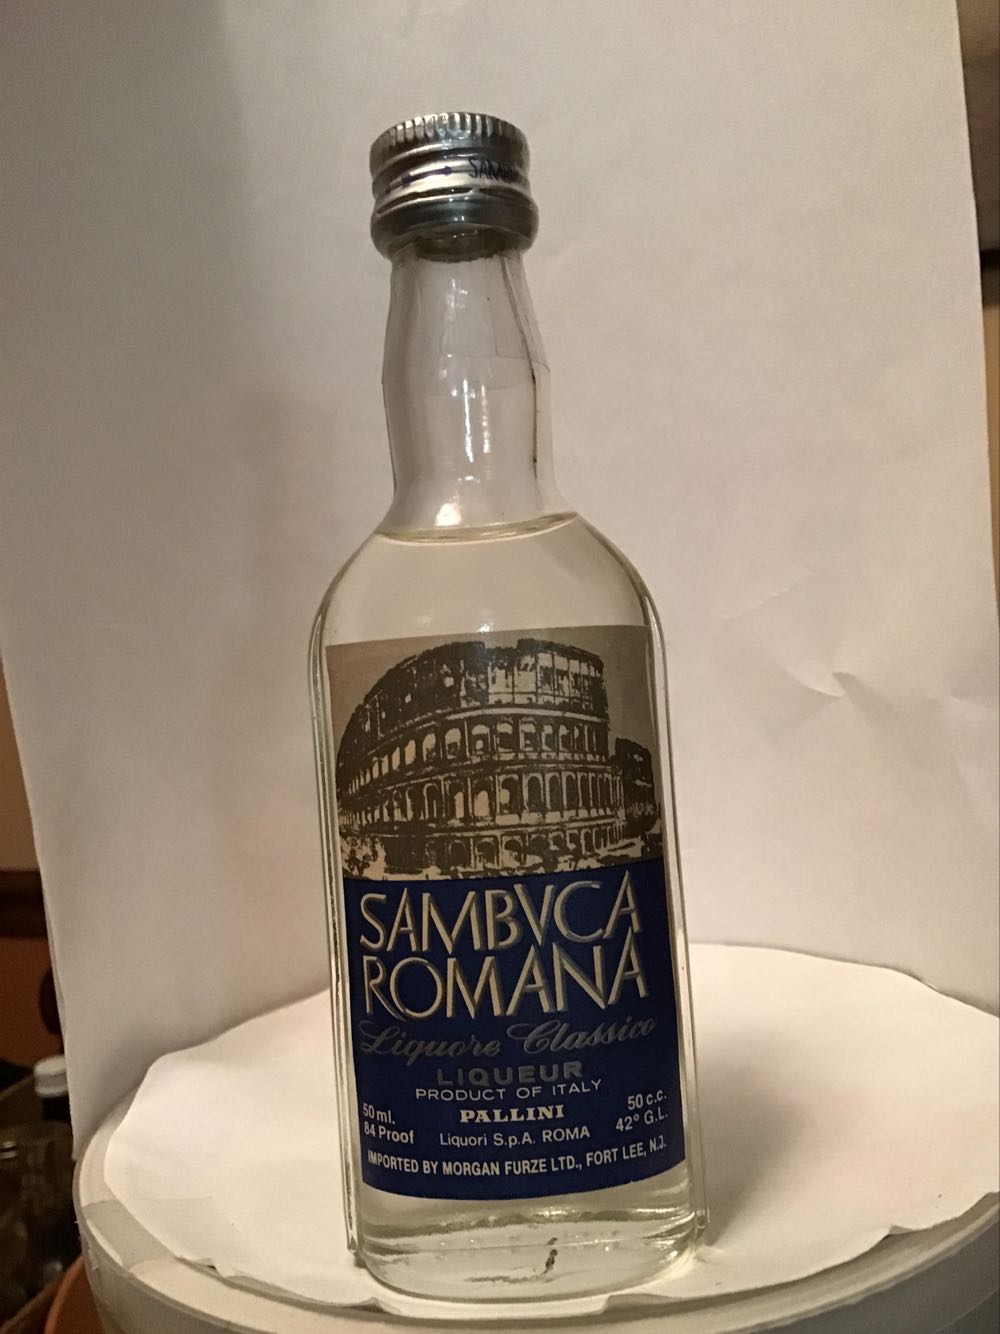 SAMBVCA
ROMANA
Liquore Classico
LIQUEUR
PRODUCT OF ITALY
50 ml.
84 Proof
PALLINI
Liquori S.p.A. ROMA
50 c.c.
42° G.L.
IMPORTED BY MORGAN FURZE LTD., FORT LEE, N.J.